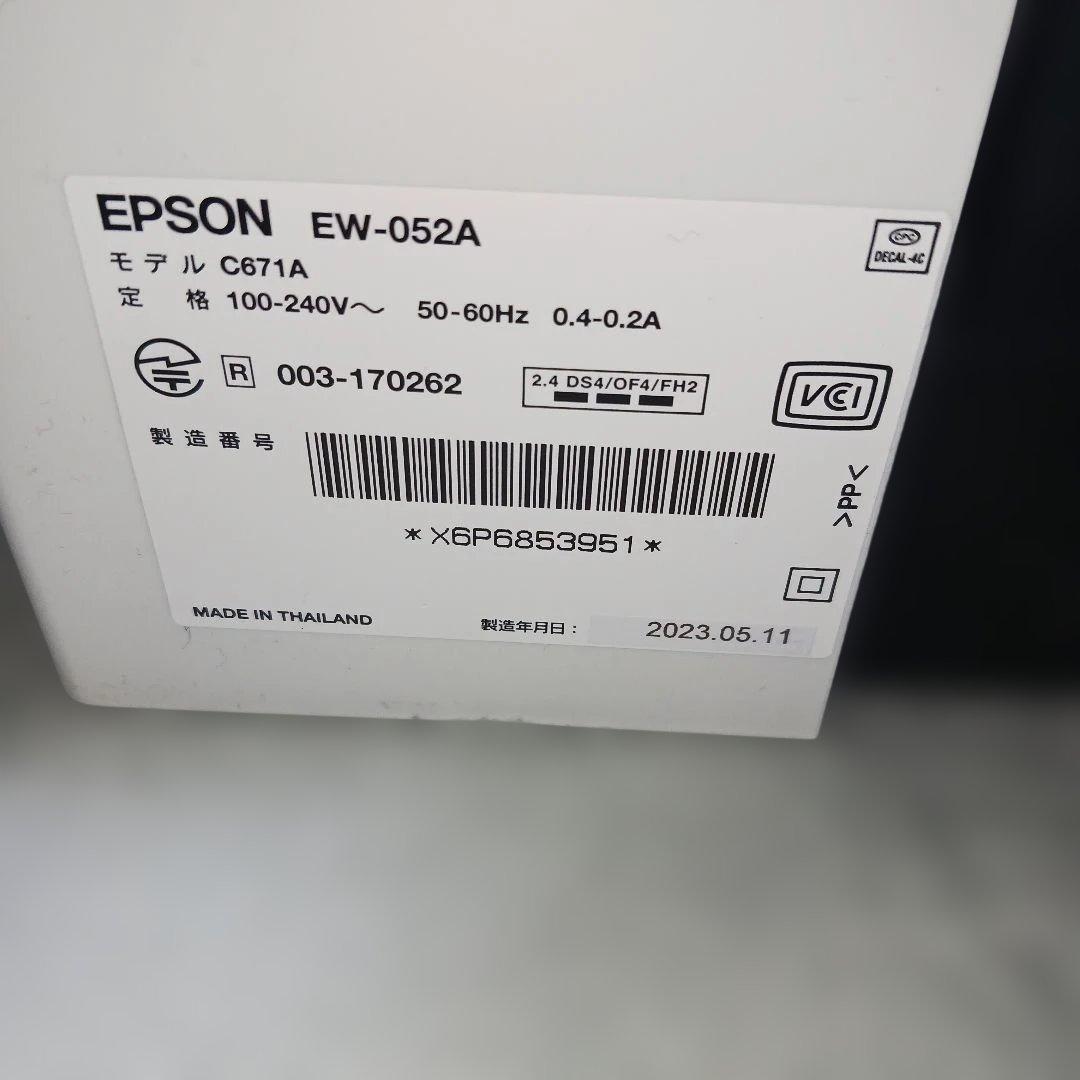 EPSON EW-052A
CPC
DECAL-4C
モデル C671A
定 格 100-240V～ 50-60Hz 0.4-0.2A
R 003-170262
2.4 DS4/OF4/FH2
VCCI
製造番号
*X6P6853951*
>PP<
MADE IN THAILAND
製造年月日： 2023.05.11